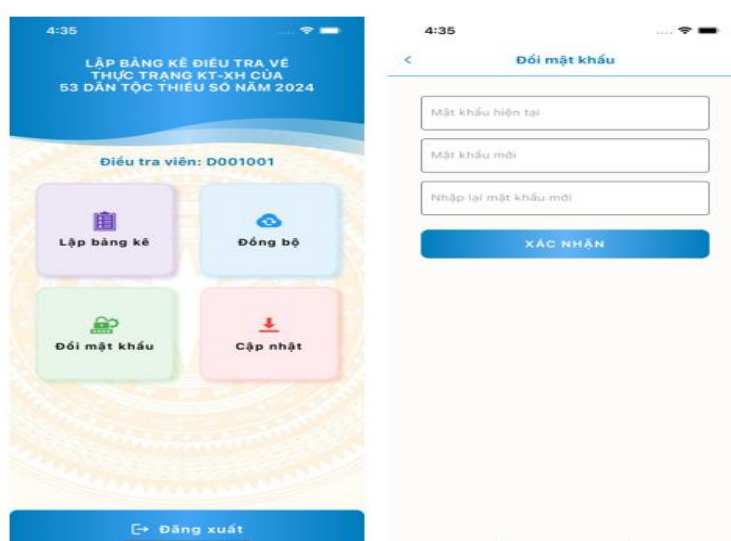 4:35
LẬP BẢNG KÊ ĐIỀU TRA VỀ
THỰC TRẠNG KT-XH CỦA
53 DÂN TỘC THIỂU SỐ NĂM 2024
Điều tra viên: D001001
Lập bảng kê
Đồng bộ
Đổi mật khẩu
Cập nhật
Đăng xuất
4:35
Đổi mật khẩu
Mật khẩu hiện tại
Mật khẩu mới
Nhập lại mật khẩu mới
XÁC NHẬN